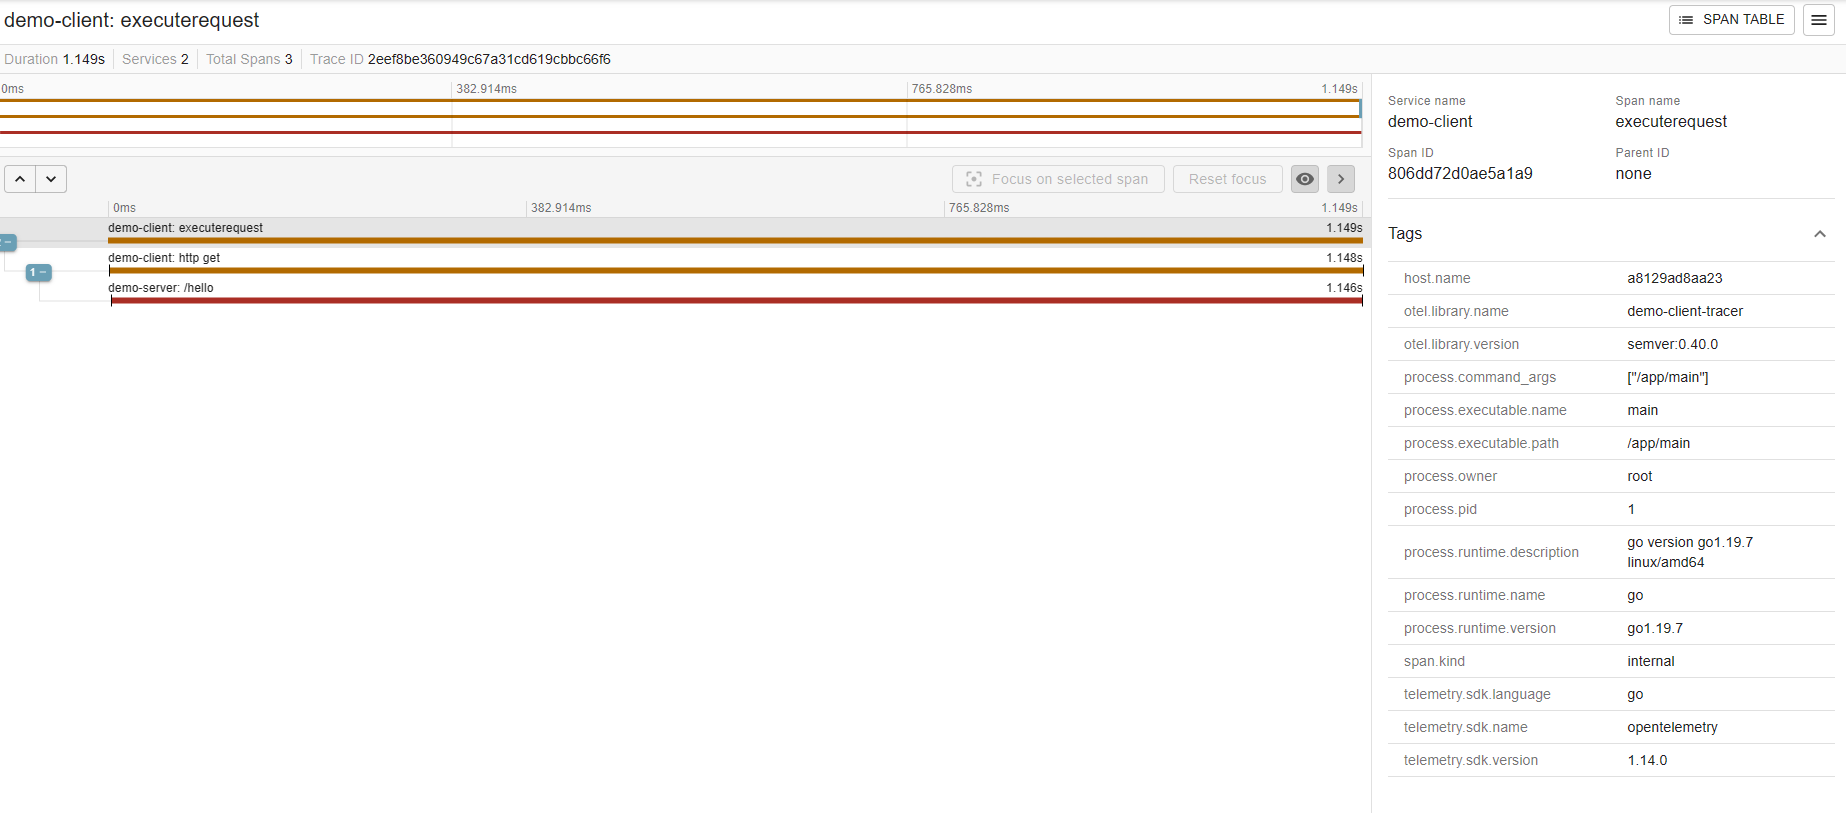 demo-client: executerequest
SPAN TABLE
Duration 1.149s Services 2 Total Spans 3 Trace ID 2eef8be360949c67a31cd619cbbc66f6
0ms 382.914ms 765.828ms 1.149s
Focus on selected span Reset focus
0ms 382.914ms 765.828ms 1.149s
demo-client: executerequest 1.149s
demo-client: http get 1.148s
1 −
demo-server: /hello 1.146s
Service name Span name
demo-client executerequest
Span ID Parent ID
806dd72d0ae5a1a9 none
Tags
host.name a8129ad8aa23
otel.library.name demo-client-tracer
otel.library.version semver:0.40.0
process.command_args ["/app/main"]
process.executable.name main
process.executable.path /app/main
process.owner root
process.pid 1
process.runtime.description go version go1.19.7
linux/amd64
process.runtime.name go
process.runtime.version go1.19.7
span.kind internal
telemetry.sdk.language go
telemetry.sdk.name opentelemetry
telemetry.sdk.version 1.14.0